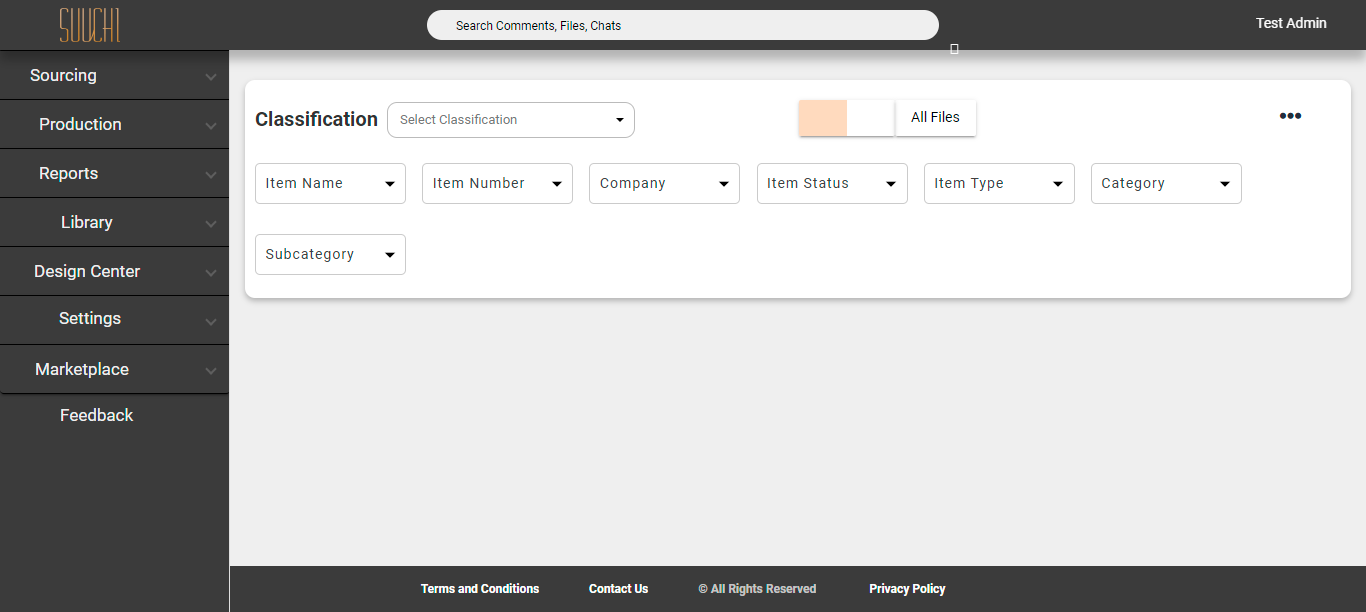 SUUCHI
Search Comments, Files, Chats
Test Admin
Sourcing
Production
Reports
Library
Design Center
Settings
Marketplace
Feedback
Classification
Select Classification
All Files
Item Name
Item Number
Company
Item Status
Item Type
Category
Subcategory
Terms and Conditions
Contact Us
© All Rights Reserved
Privacy Policy